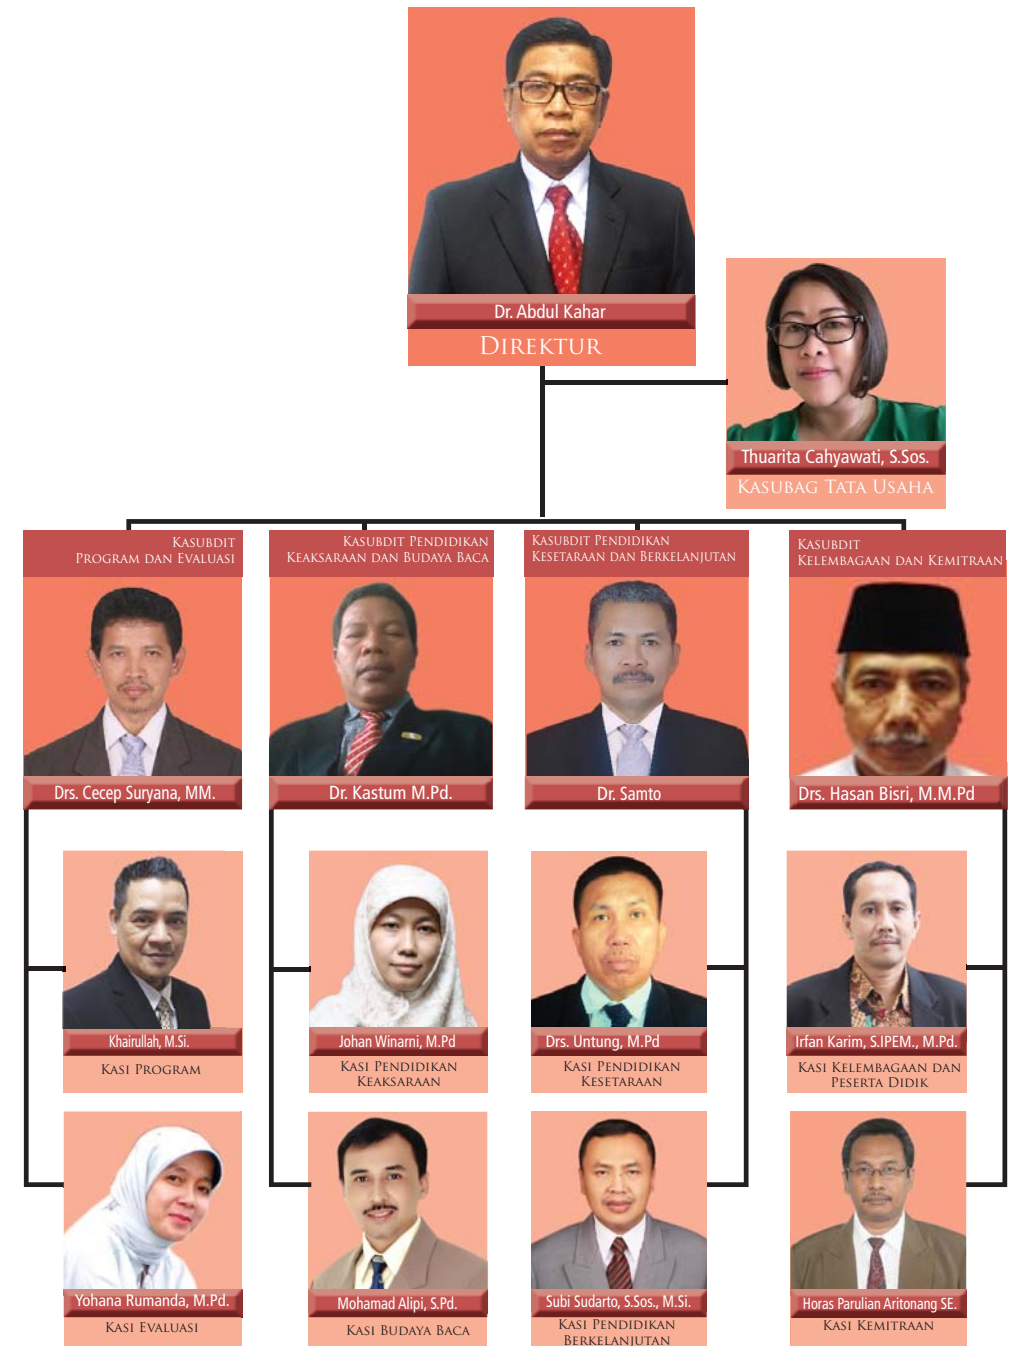 Dr. Abdul Kahar
Direktur
Thuarita Cahyawati, S.Sos.
Kasubag Tata Usaha
Kasubdit
Program dan Evaluasi
Kasubdit Pendidikan
Keaksaraan dan Budaya Baca
Kasubdit Pendidikan
Kesetaraan dan Berkelanjutan
Kasubdit
Kelembagaan dan Kemitraan
Drs. Cecep Suryana, MM.
Dr. Kastum M.Pd.
Dr. Samto
Drs. Hasan Bisri, M.M.Pd
Khairullah, M.Si.
Kasi Program
Johan Winarni, M.Pd
Kasi Pendidikan
Keaksaraan
Drs. Untung, M.Pd
Kasi Pendidikan
Kesetaraan
Irfan Karim, S.IPEM., M.Pd.
Kasi Kelembagaan dan
Peserta Didik
Yohana Rumanda, M.Pd.
Kasi Evaluasi
Mohamad Alipi, S.Pd.
Kasi Budaya Baca
Subi Sudarto, S.Sos., M.Si.
Kasi Pendidikan
Berkelanjutan
Horas Parulian Aritonang SE.
Kasi Kemitraan